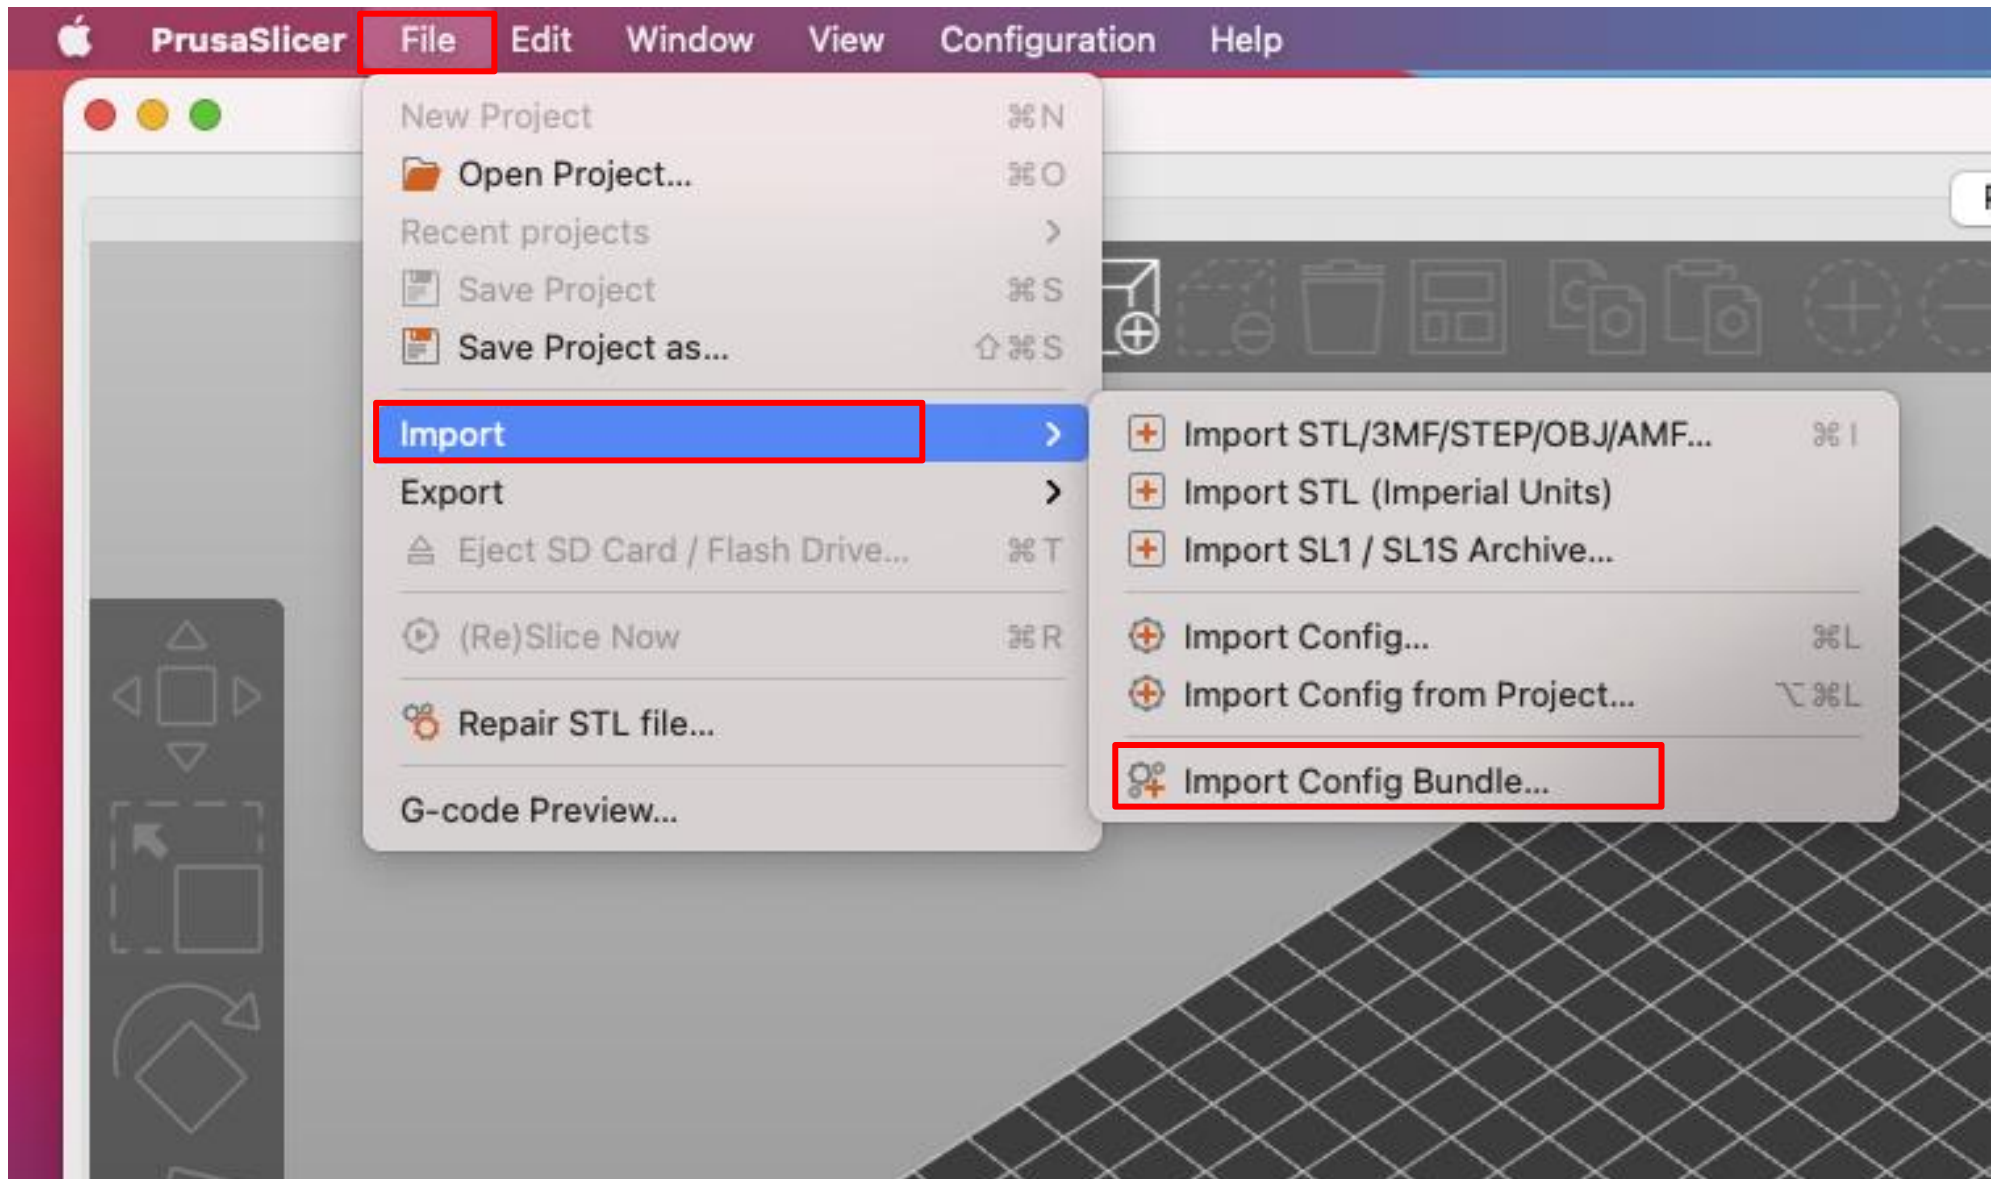 PrusaSlicer File Edit Window View Configuration Help
New Project ⌘N
Open Project... ⌘O
Recent projects >
Save Project ⌘S
Save Project as... ⇧⌘S
Import >
Export >
Eject SD Card / Flash Drive... ⌘T
(Re)Slice Now ⌘R
Repair STL file...
G-code Preview...
Import STL/3MF/STEP/OBJ/AMF... ⌘I
Import STL (Imperial Units)
Import SL1 / SL1S Archive...
Import Config... ⌘L
Import Config from Project... ⌥⌘L
Import Config Bundle...